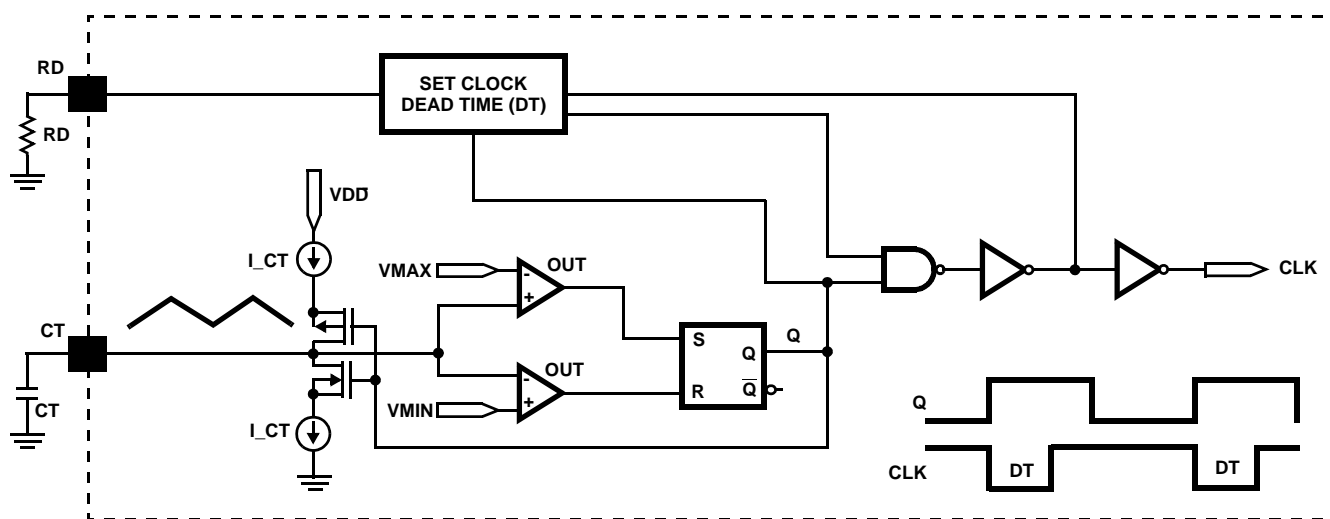 RD
SET CLOCK
DEAD TIME (DT)
RD
VDD
I_CT
VMAX
OUT
CLK
CT
S
Q
Q
OUT
R
Q
CT
VMIN
I_CT
Q
CLK
DT
DT